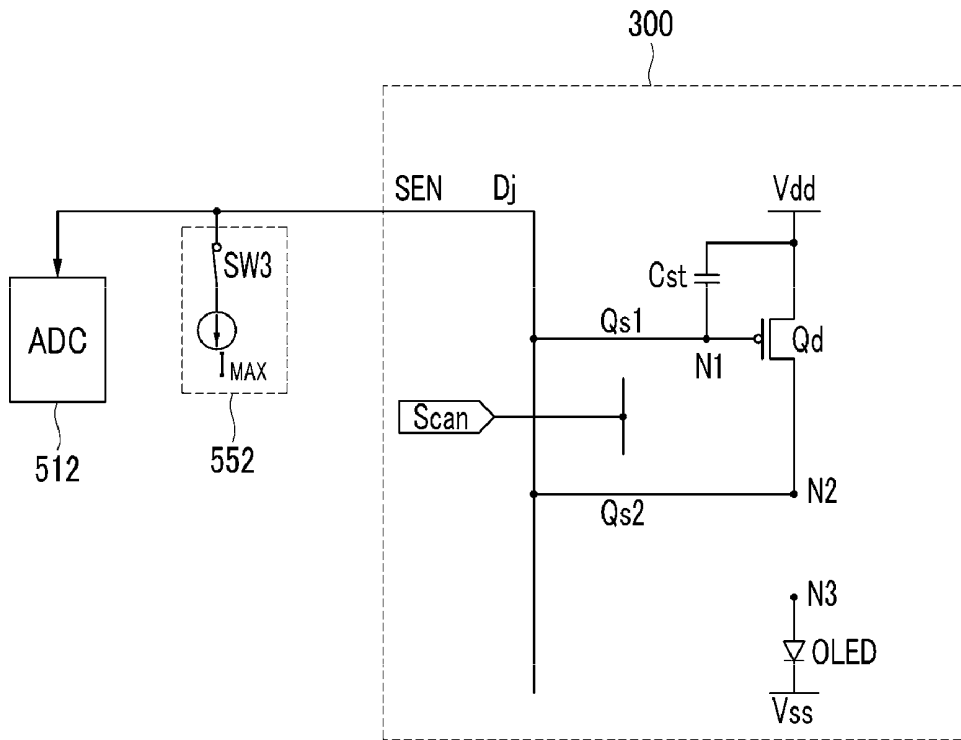 300
SEN
Dj
Vdd
SW3
Cst
ADC
Qs1
Qd
N1
IMAX
Scan
512
552
N2
Qs2
N3
OLED
Vss